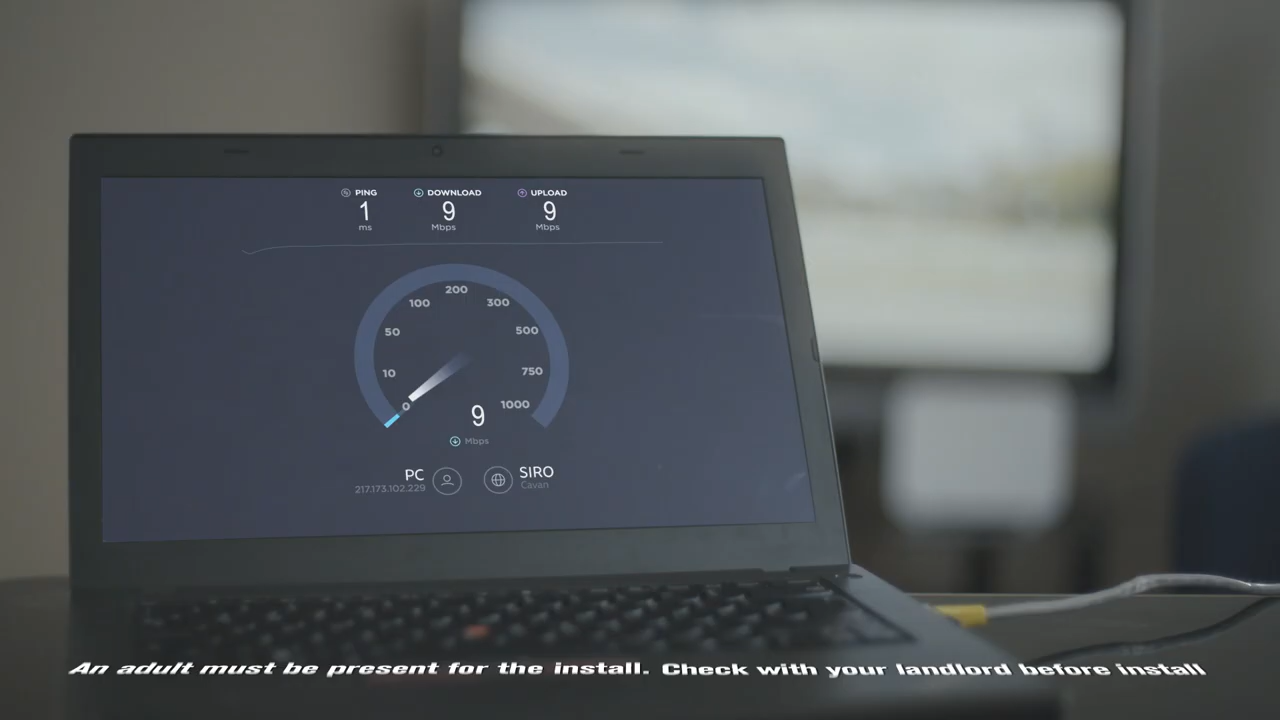 PING DOWNLOAD UPLOAD
1 9 9
ms Mbps Mbps
200
100 300
50 500
10 750
0 1000
9
Mbps
PC SIRO
217.173.102.229 Cavan
An adult must be present for the install. Check with your landlord before install